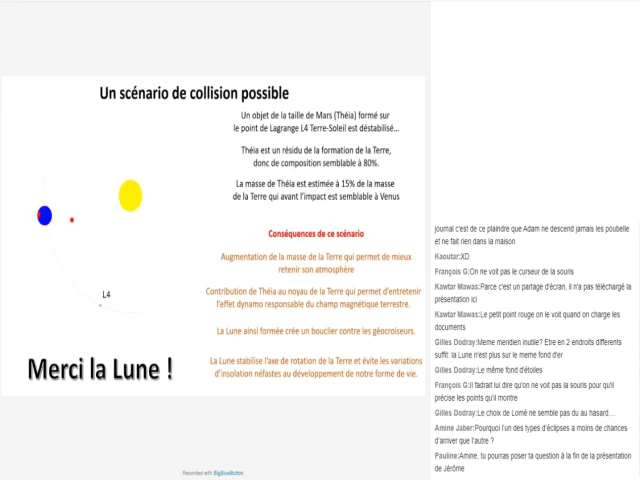 Un scénario de collision possible
Un objet de la taille de Mars (Théia) formé sur
le point de Lagrange L4 Terre-Soleil est déstabilisé...
Théia est un résidu de la formation de la Terre,
donc de composition semblable à 80%.
La masse de Théia est estimée à 15% de la masse
de la Terre qui avant l'impact est semblable à Venus
Conséquences de ce scénario
Augmentation de la masse de la Terre qui permet de mieux
retenir son atmosphère
Contribution de Théia au noyau de la Terre qui permet d'entretenir
l'effet dynamo responsable du champ magnétique terrestre.
La Lune ainsi formée crée un bouclier contre les géocroiseurs.
La Lune stabilise l'axe de rotation de la Terre et évite les variations
d'insolation néfastes au développement de notre forme de vie.
L4
Merci la Lune !
Recorded with BigBlueButton.
journal c'est de ce plaindre que Adam ne descend jamais les poubelle
et ne fait rien dans la maison
Kaoutar:XD
François G:On ne voit pas le curseur de la souris
Kawtar Mawas:Parce c'est un partage d'écran, il n'a pas téléchargé la
présentation ici
Kawtar Mawas:Le petit point rouge on le voit quand on charge les
documents
Gilles Dodray:Meme meridien inutile? Etre en 2 endroits differents
suffit: la Lune n'est plus sur le meme fond d'er
Gilles Dodray:Le même fond d'étoiles
François G:Il fadrait lui dire qu'on ne voit pas la souris pour qu'il
précise les points qu'il montre
Gilles Dodray:Le choix de Lomé ne semble pas du au hasard....
Amine Jaber:Pourquoi l'un des types d'éclipses a moins de chances
d'arriver que l'autre ?
Pauline:Amine, tu pourras poser ta question à la fin de la présentation
de Jérôme